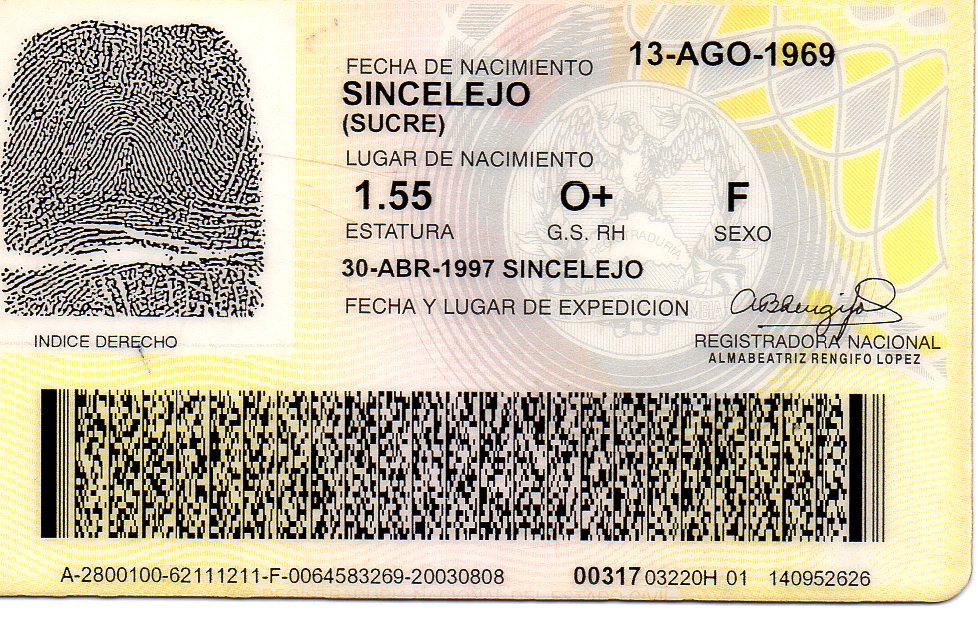 13-AGO-1969
FECHA DE NACIMIENTO
SINCELEJO
(SUCRE)
LUGAR DE NACIMIENTO
1.55 O+ F
ESTATURA G.S. RH SEXO
30-ABR-1997 SINCELEJO
FECHA Y LUGAR DE EXPEDICION
INDICE DERECHO
REGISTRADORA NACIONAL
ALMABEATRIZ RENGIFO LOPEZ
A-2800100-62111211-F-0064583269-20030808 00317 03220H 01 140952626